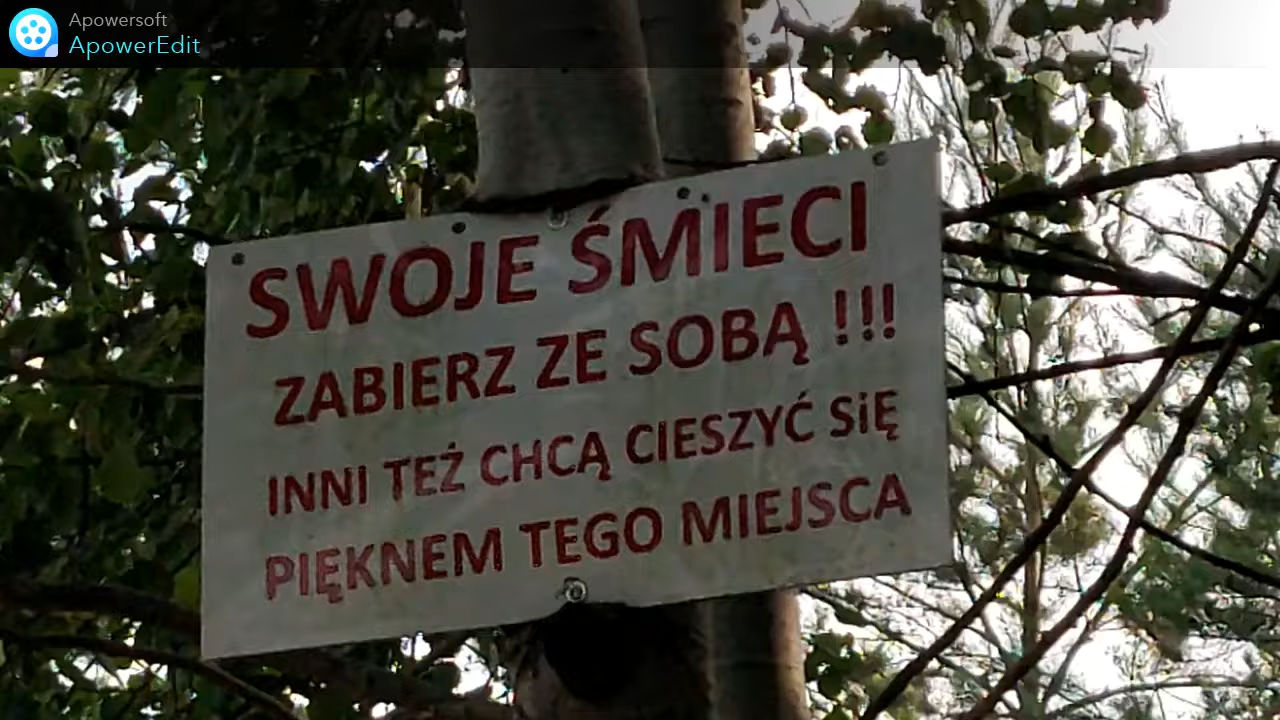 Apowersoft
ApowerEdit
SWOJE ŚMIECI
ZABIERZ ZE SOBĄ !!!
INNI TEŻ CHCĄ CIESZYĆ SiĘ
PIĘKNEM TEGO MIEJSCA